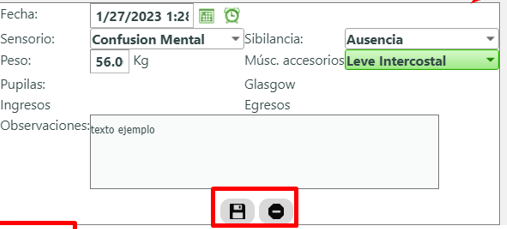 Fecha: 1/27/2023 1:28
Sensorio: Confusion Mental Sibilancia: Ausencia
Peso: 56.0 Kg Músc. accesorios Leve Intercostal
Pupilas: Glasgow
Ingresos Egresos
Observaciones: texto ejemplo